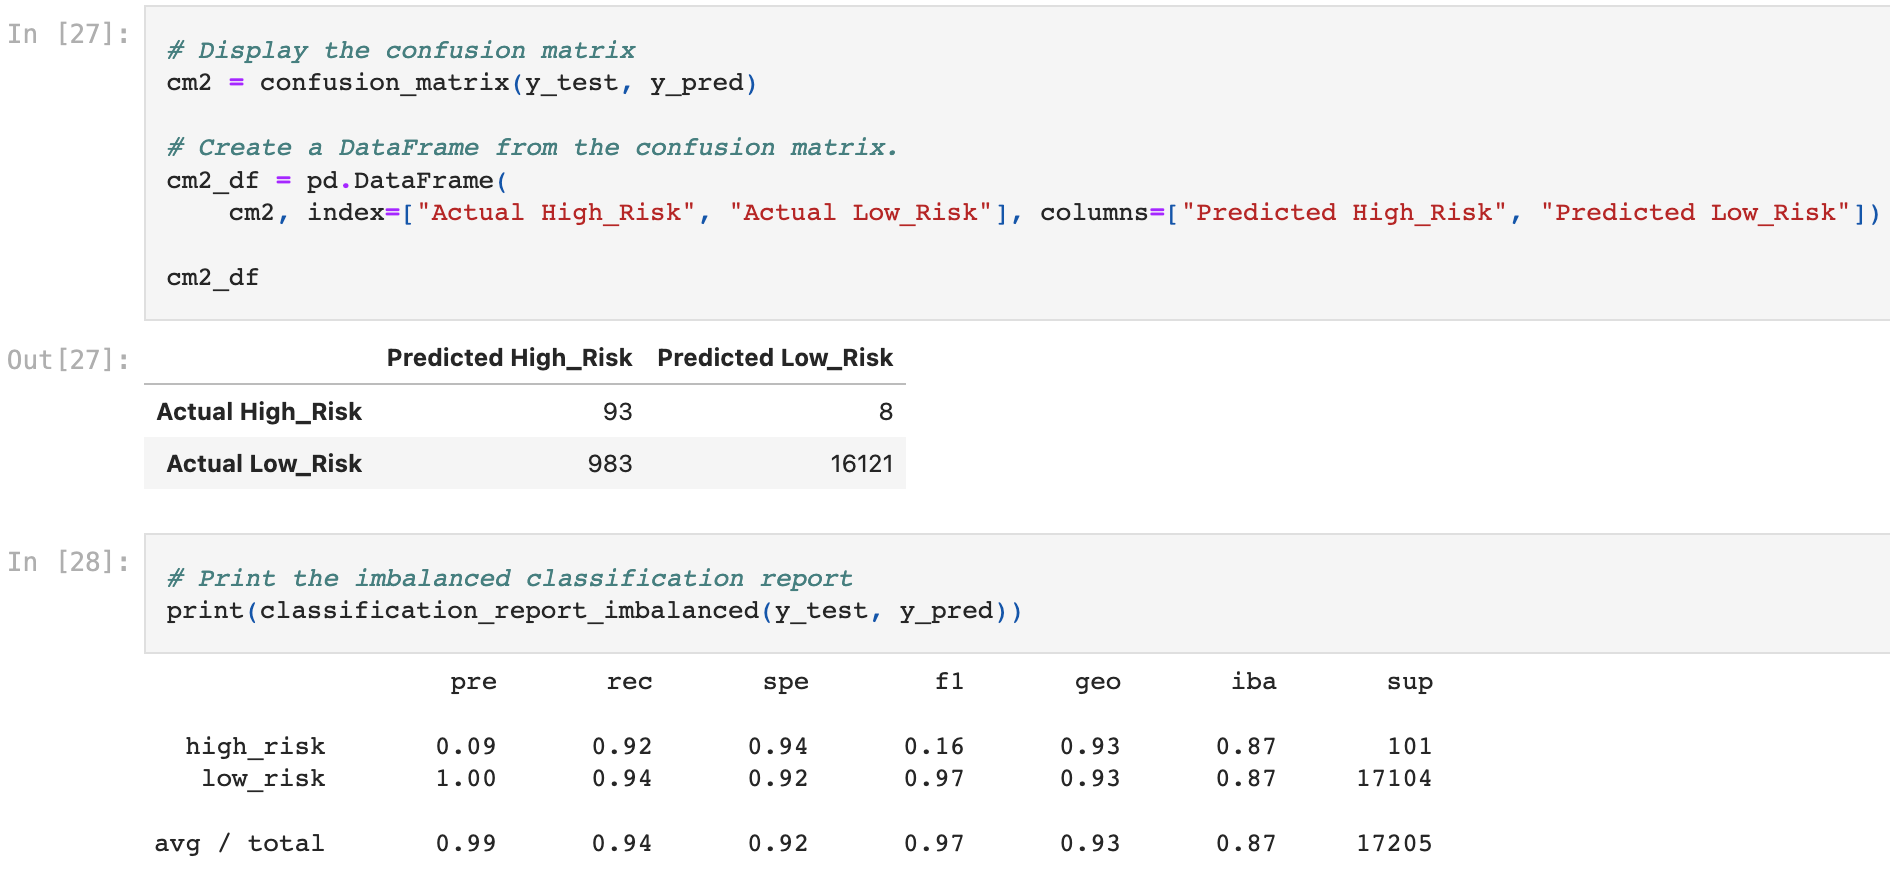 In [27]:
# Display the confusion matrix
cm2 = confusion_matrix(y_test, y_pred)
# Create a DataFrame from the confusion matrix.
cm2_df = pd.DataFrame(
    cm2, index=["Actual High_Risk", "Actual Low_Risk"], columns=["Predicted High_Risk", "Predicted Low_Risk"])
cm2_df
Out[27]:
Predicted High_Risk Predicted Low_Risk
Actual High_Risk 93 8
Actual Low_Risk 983 16121
In [28]:
# Print the imbalanced classification report
print(classification_report_imbalanced(y_test, y_pred))
pre rec spe f1 geo iba sup
high_risk 0.09 0.92 0.94 0.16 0.93 0.87 101
low_risk 1.00 0.94 0.92 0.97 0.93 0.87 17104
avg / total 0.99 0.94 0.92 0.97 0.93 0.87 17205